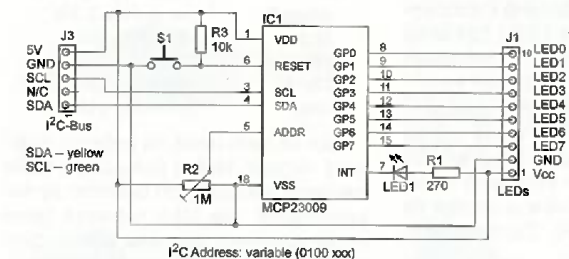 J3
5V
GND
SCL
N/C
SDA
1
I²C-Bus
SDA – yellow
SCL – green
S1
R3
10k
R2
1M
IC1
1 VDD
6 RESET
3 SCL
4 SDA
5 ADDR
18 VSS
MCP23009
GP0 8
GP1 9
GP2 10
GP3 11
GP4 12
GP5 13
GP6 14
GP7 15
INT 7
LED1
R1
270
J1
10 LED0
LED1
LED2
LED3
LED4
LED5
LED6
LED7
GND
1 Vcc
LEDs
I²C Address: variable (0100 xxx)